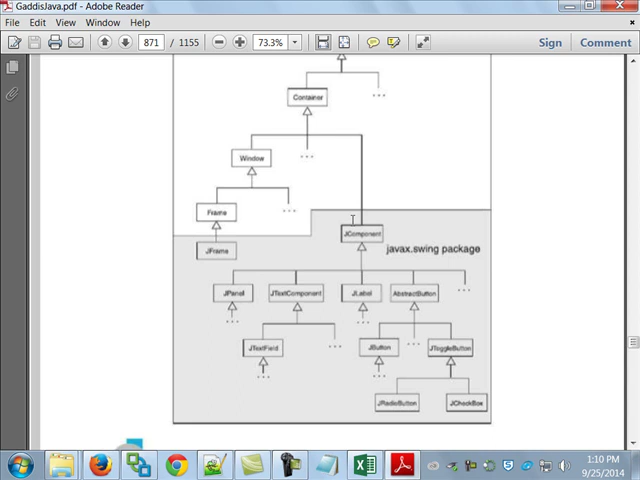 GaddisJava.pdf - Adobe Reader
File Edit View Window Help
871 / 1155 73.3% Sign Comment
Container
...
Window
...
Frame
...
JFrame
JComponent
javax.swing package
JPanel JTextComponent JLabel AbstractButton ...
... ...
JTextField ... JButton ... JToggleButton
... ...
JRadioButton JCheckBox
1:10 PM
9/25/2014